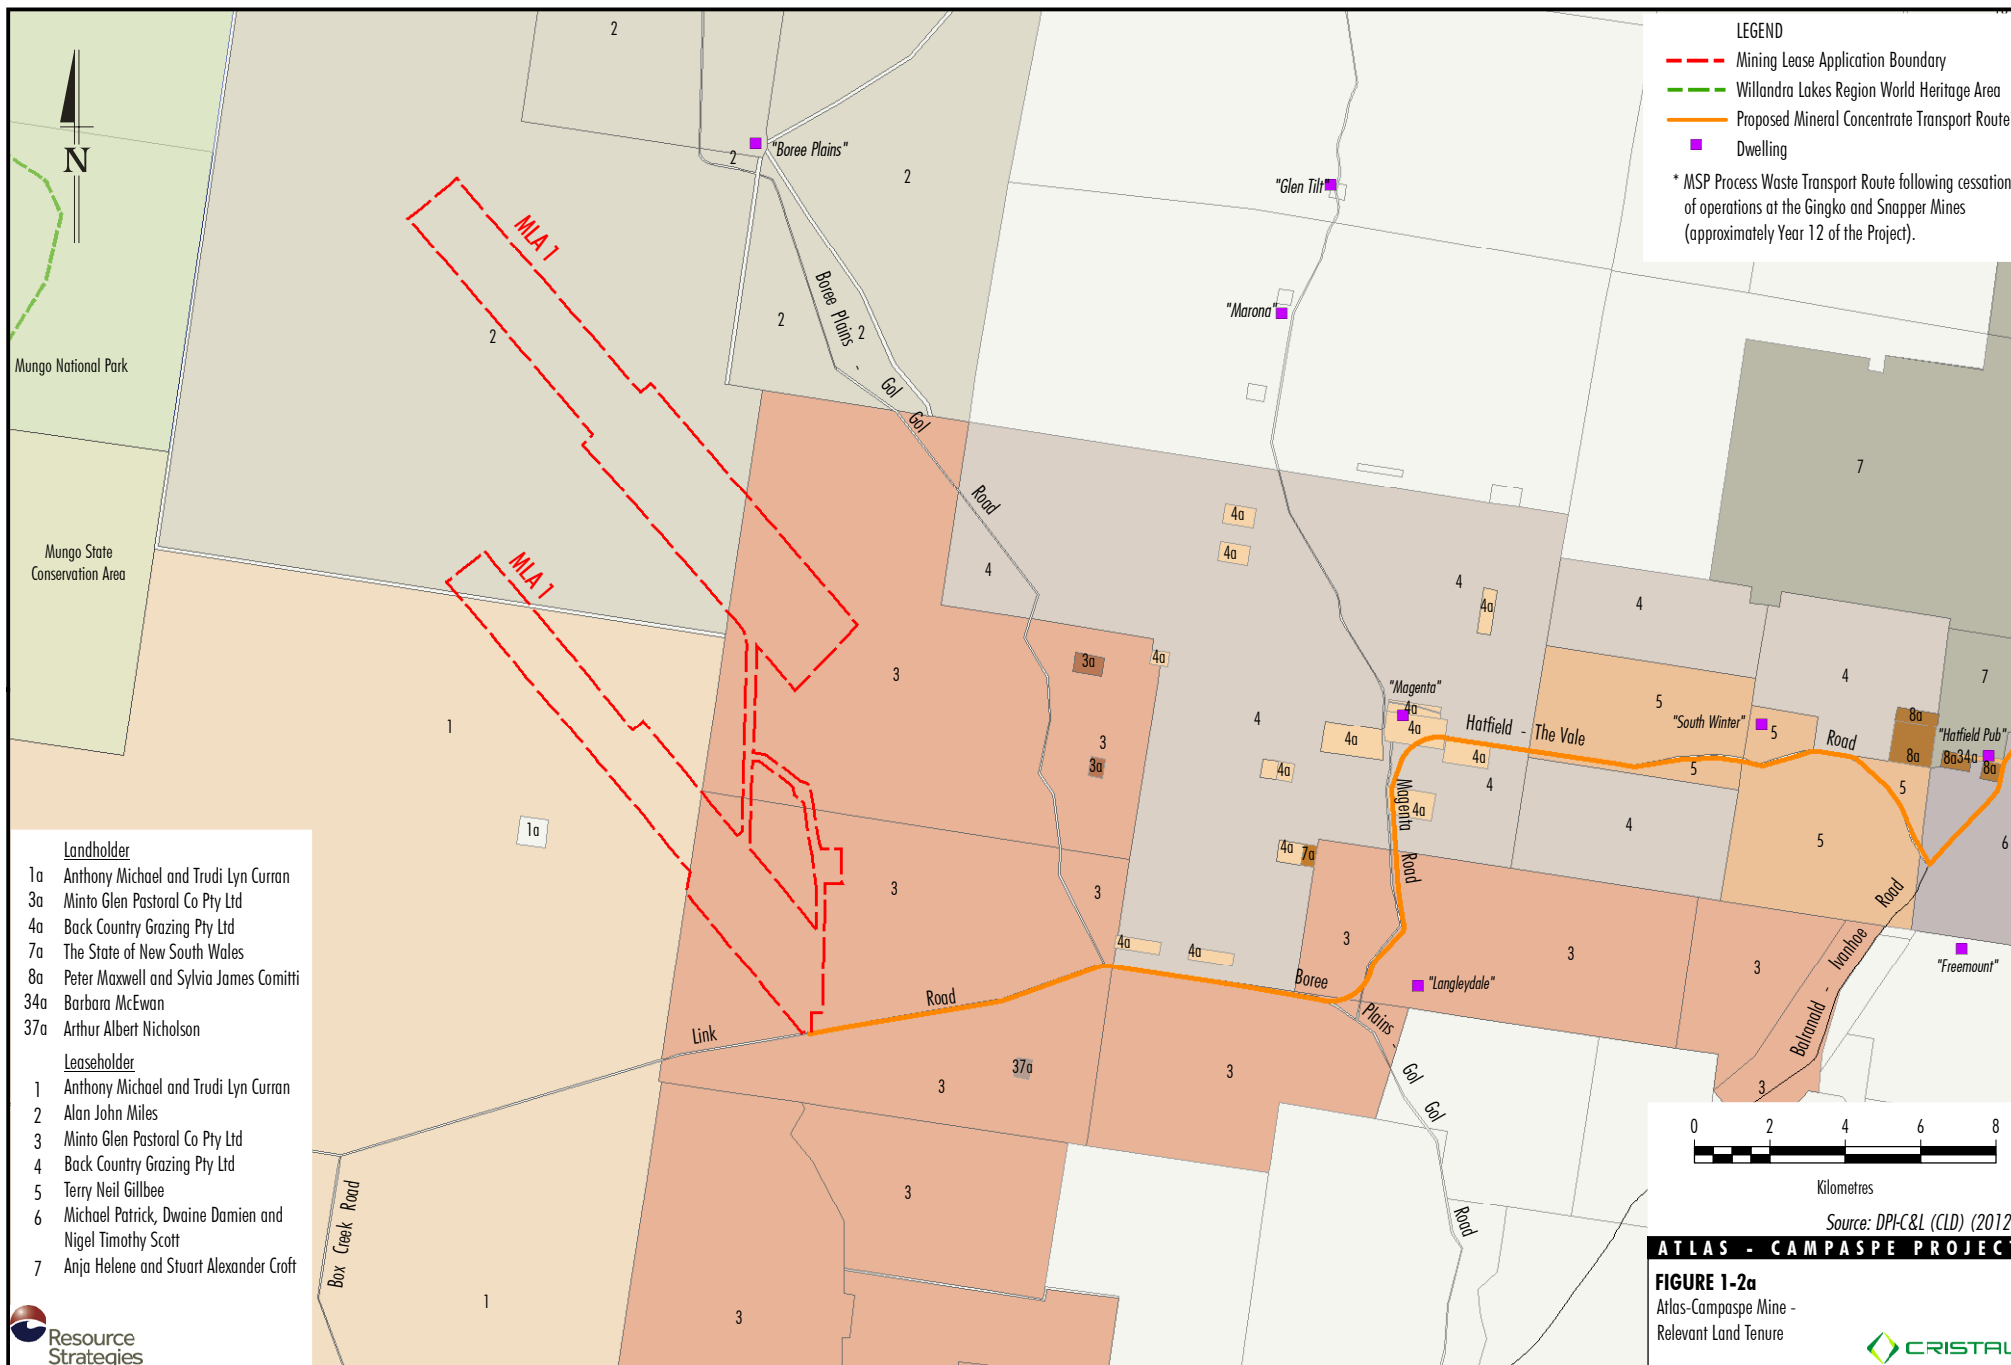 LEGEND
Mining Lease Application Boundary
Willandra Lakes Region World Heritage Area
Proposed Mineral Concentrate Transport Route
Dwelling
* MSP Process Waste Transport Route following cessation
of operations at the Gingko and Snapper Mines
(approximately Year 12 of the Project).
N
2
"Boree Plains"
2
2
"Glen Tilt"
MLA 1
Boree Plains - Gol Gol Road
2
2
2
"Marona"
Mungo National Park
7
Mungo State
Conservation Area
MLA 1
4a
4a
4
4
4a
4
3a
4a
3
4
7
1
3
3a
4
"Magenta"
4a
4a
4a
Hatfield - The Vale Road
5
"South Winter"
5
8a
8a
"Hatfield Pub"
8a
34a
8a
4a
4a
4
5
5
Magenta Road
4a
4
5
6
1a
4a
7a
3
3
3
3
3
4a
4a
Balranald - Ivanhoe Road
"Freemount"
"Langleydale"
Link Road
Boree Plains - Gol Gol Road
37a
3
3
3
3
3
1
Box Creek Road
Landholder
1a Anthony Michael and Trudi Lyn Curran
3a Minto Glen Pastoral Co Pty Ltd
4a Back Country Grazing Pty Ltd
7a The State of New South Wales
8a Peter Maxwell and Sylvia James Comitti
34a Barbara McEwan
37a Arthur Albert Nicholson
Leaseholder
1 Anthony Michael and Trudi Lyn Curran
2 Alan John Miles
3 Minto Glen Pastoral Co Pty Ltd
4 Back Country Grazing Pty Ltd
5 Terry Neil Gillbee
6 Michael Patrick, Dwaine Damien and
Nigel Timothy Scott
7 Anja Helene and Stuart Alexander Croft
Resource
Strategies
0 2 4 6 8
Kilometres
Source: DPI-C&L (CLD) (2012
ATLAS - CAMPASPE PROJECT
FIGURE 1-2a
Atlas-Campaspe Mine -
Relevant Land Tenure
CRISTAL